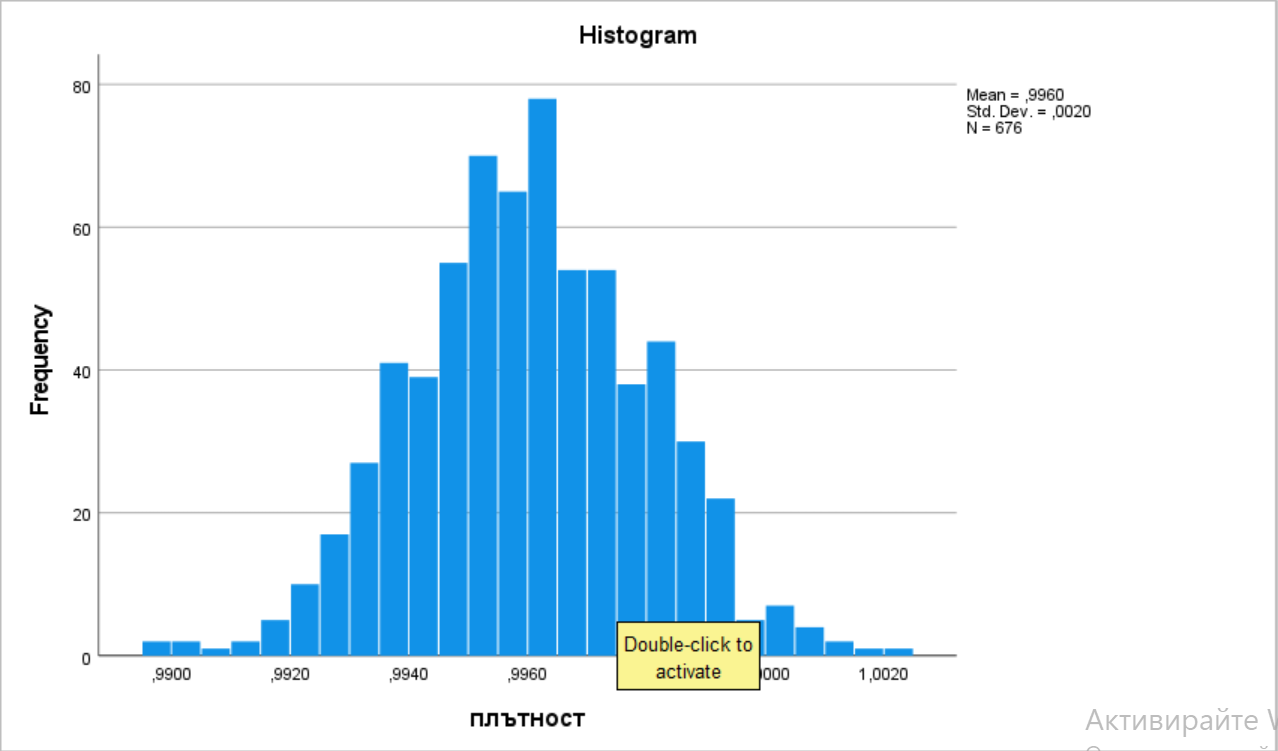 Histogram
80
Mean = ,9960
Std. Dev. = ,0020
N = 676
60
40
20
0
Frequency
,9900 ,9920 ,9940 ,9960 0000 1,0020
Double-click to
activate
плътност
Активирайте W